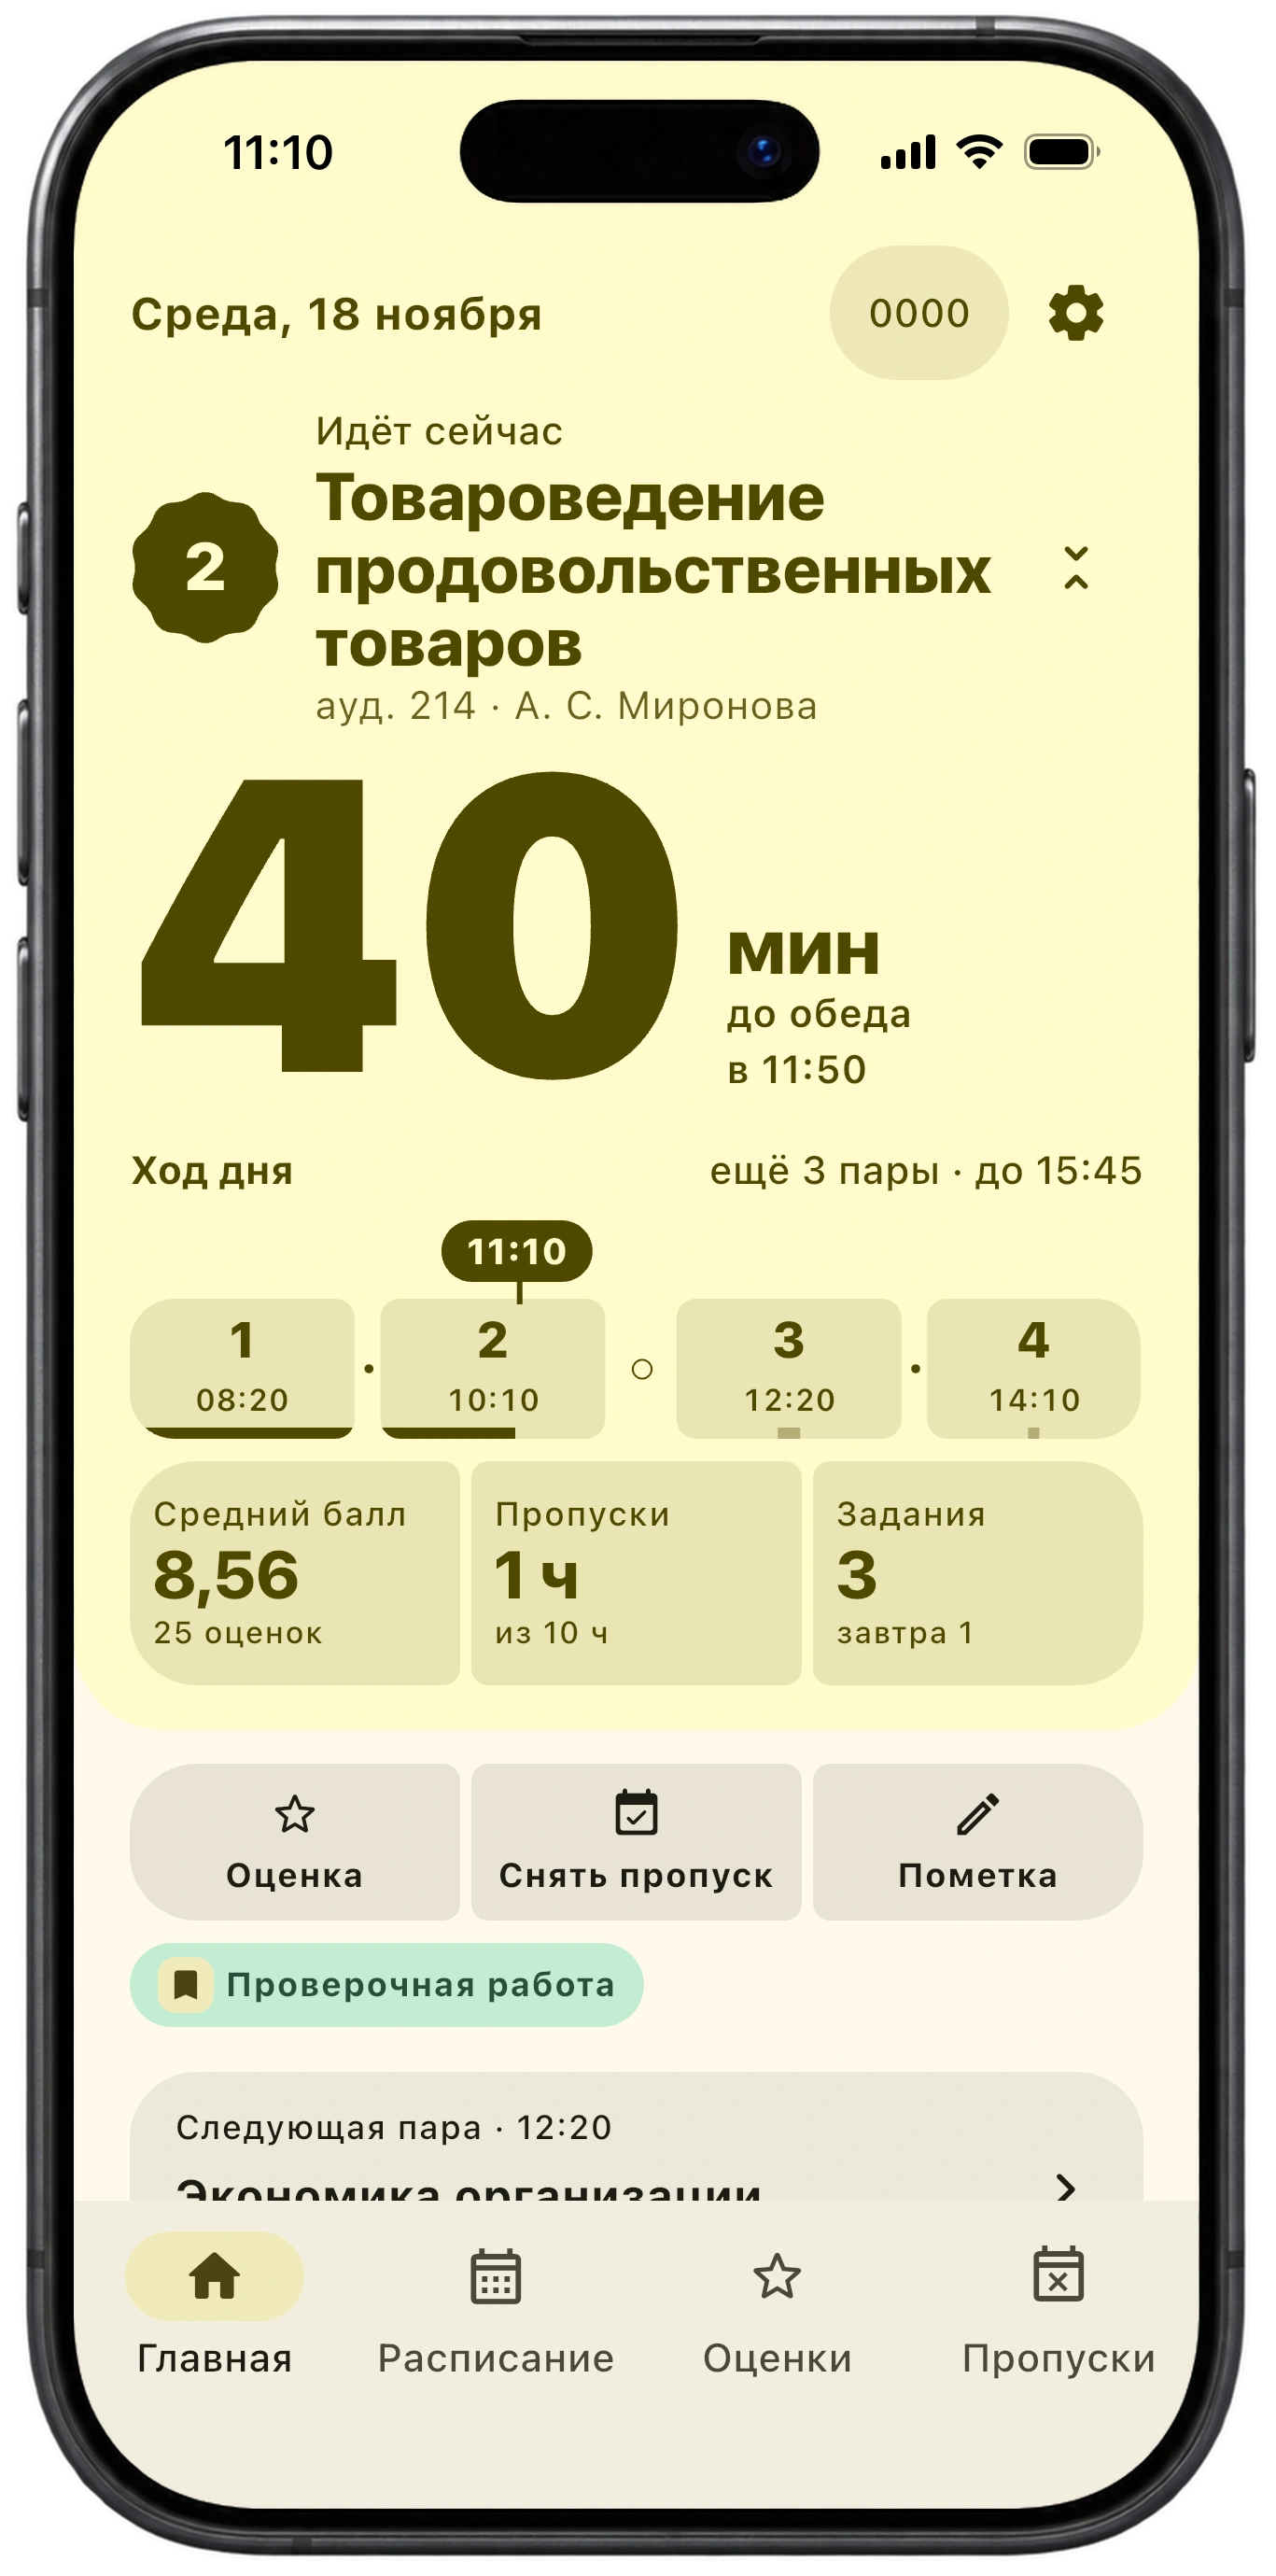 11:10
Среда, 18 ноября
0000
Идёт сейчас
2
Товароведение
продовольственных
товаров
ауд. 214 · А. С. Миронова
40
мин
до обеда
в 11:50
Ход дня
ещё 3 пары · до 15:45
11:10
1
2
3
4
08:20
10:10
12:20
14:10
Средний балл
Пропуски
Задания
8,56
1 ч
3
25 оценок
из 10 ч
завтра 1
Оценка
Снять пропуск
Пометка
Проверочная работа
Следующая пара · 12:20
Экономика организации
Главная
Расписание
Оценки
Пропуски